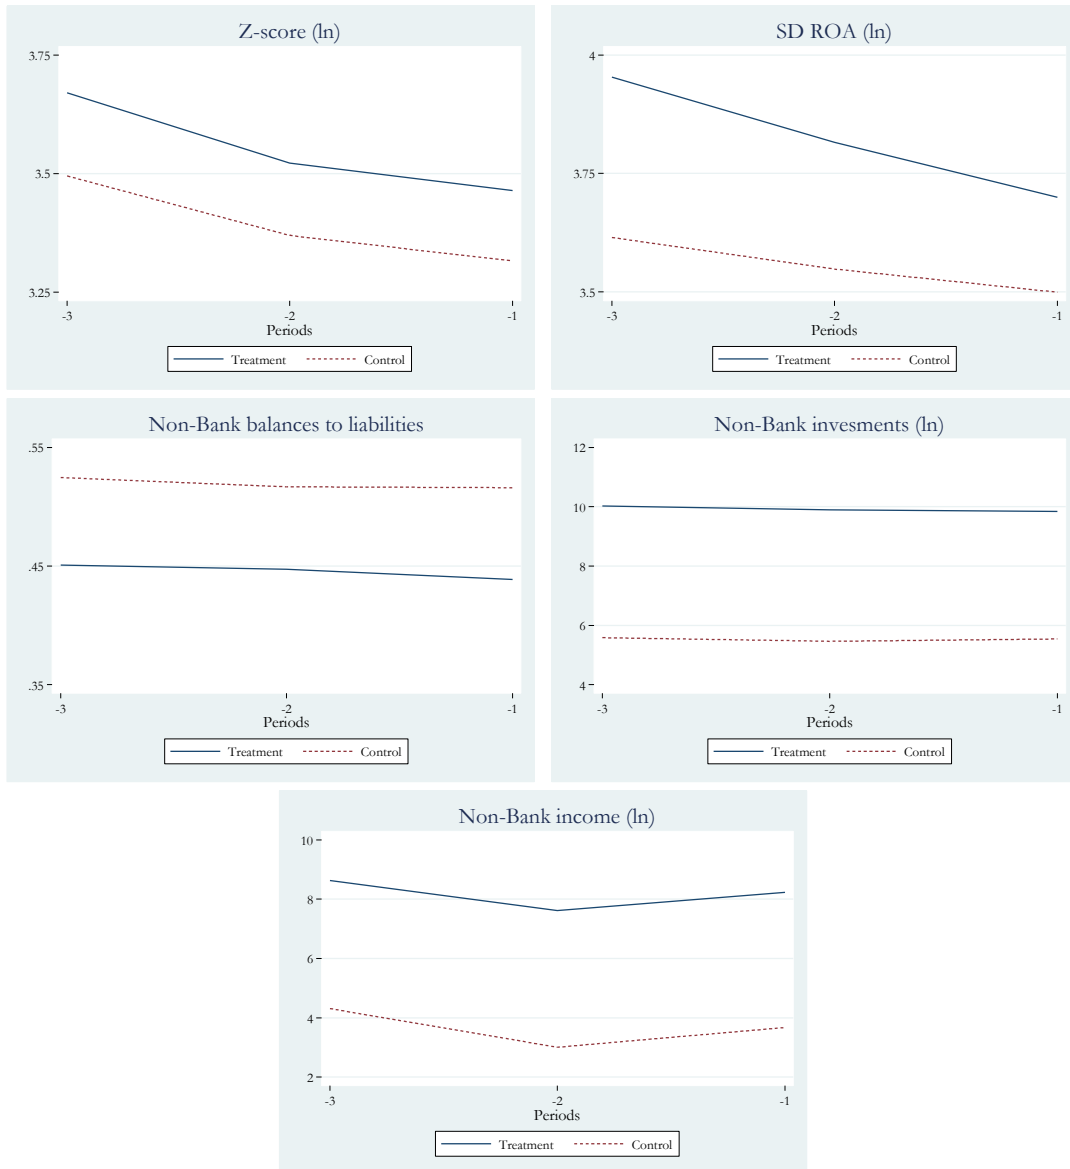 Z-score (ln)
3.75
3.5
3.25
-3
-2
-1
Periods
Treatment
Control
SD ROA (ln)
4
3.75
3.5
-3
-2
-1
Periods
Treatment
Control
Non-Bank balances to liabilities
.55
.45
.35
-3
-2
-1
Periods
Treatment
Control
Non-Bank invesments (ln)
12
10
8
6
4
-3
-2
-1
Periods
Treatment
Control
Non-Bank income (ln)
10
8
6
4
2
-3
-2
-1
Periods
Treatment
Control